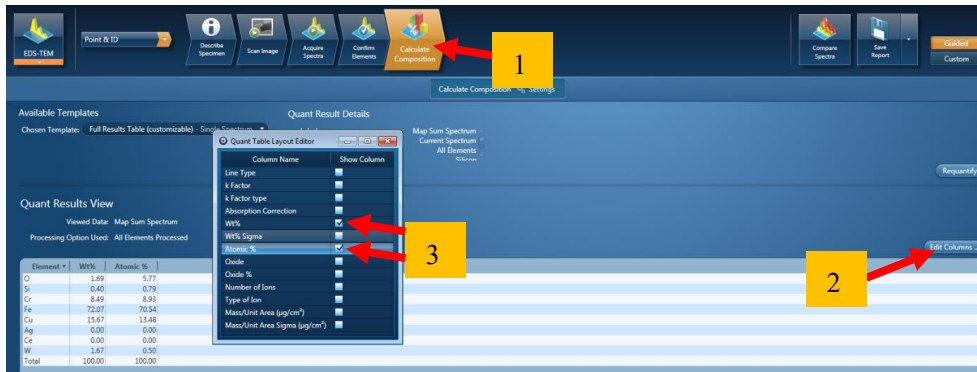 EDS-TEM
Point & ID
Describe Specimen
Scan Image
Acquire Spectra
Confirm Elements
Calculate Composition
1
Compare Spectra
Save Report
Guided
Custom
Calculate Composition Settings
Available Templates
Chosen Template: Full Results Table (customizable) - Single Spectrum
Quant Result Details
Map Sum Spectrum
Current Spectrum
All Elements
Silicon
Requantify
Quant Table Layout Editor
Column Name Show Column
Line Type
k Factor
k Factor type
Absorption Correction
Wt%
Wt% Sigma
Atomic %
Oxide
Oxide %
Number of Ions
Type of Ion
Mass/Unit Area (µg/cm²)
Mass/Unit Area Sigma (µg/cm²)
3
Quant Results View
Viewed Data: Map Sum Spectrum
Processing Option Used: All Elements Processed
Edit Columns ..
2
Element Wt% Atomic %
O 1.69 5.77
Si 0.40 0.79
Cr 8.49 8.93
Fe 72.07 70.54
Cu 15.67 13.48
Ag 0.00 0.00
Ce 0.00 0.00
W 1.67 0.50
Total 100.00 100.00